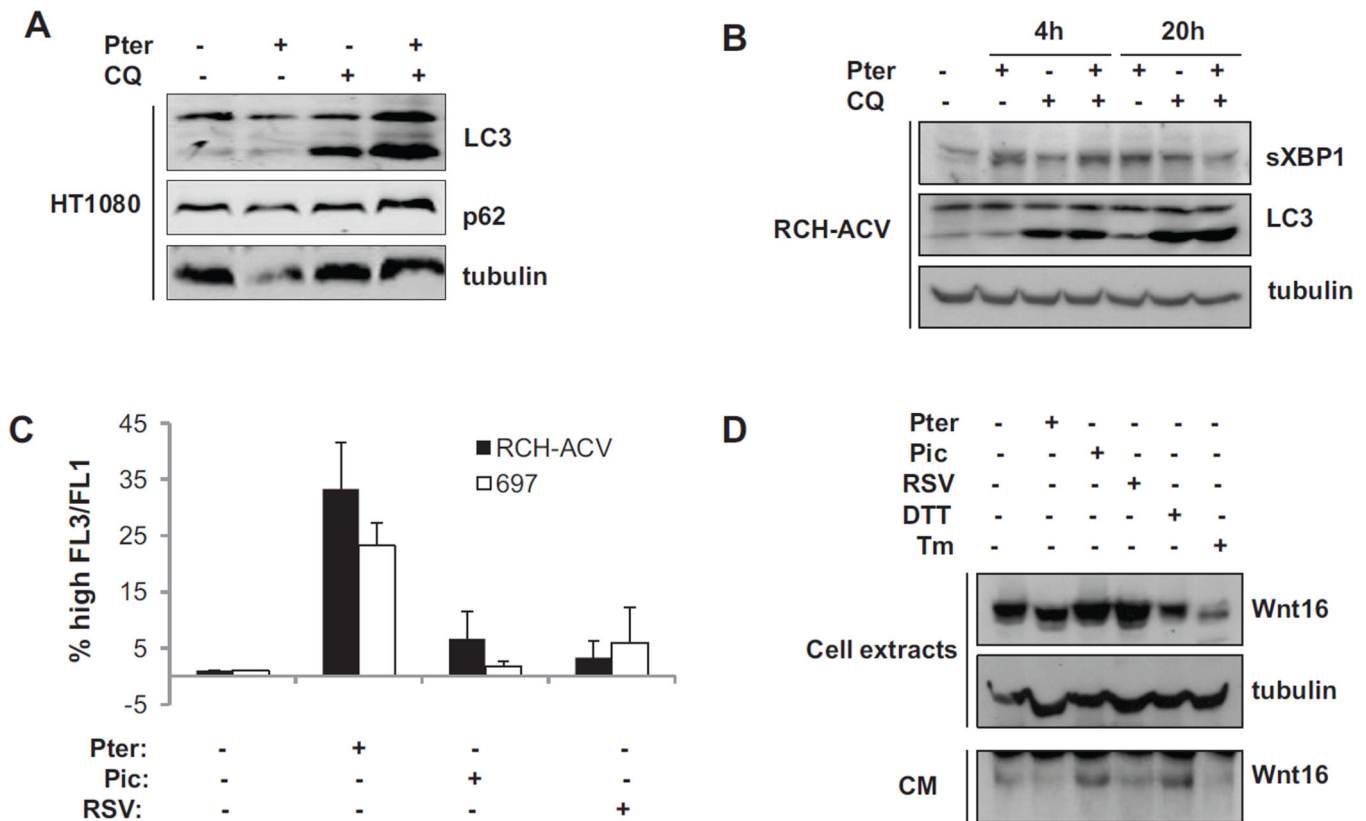 A
Pter - + - +
CQ - - + +
HT1080
LC3
p62
tubulin
B
4h 20h
Pter - + - + + - +
CQ - - + + - + +
RCH-ACV
sXBP1
LC3
tubulin
C
% high FL3/FL1
45
35
25
15
5
-5
RCH-ACV
697
Pter: - + - -
Pic: - - + -
RSV: - - - +
D
Pter - + - - - -
Pic - - + - - -
RSV - - - + - -
DTT - - - - + -
Tm - - - - - +
Cell extracts
Wnt16
tubulin
CM
Wnt16